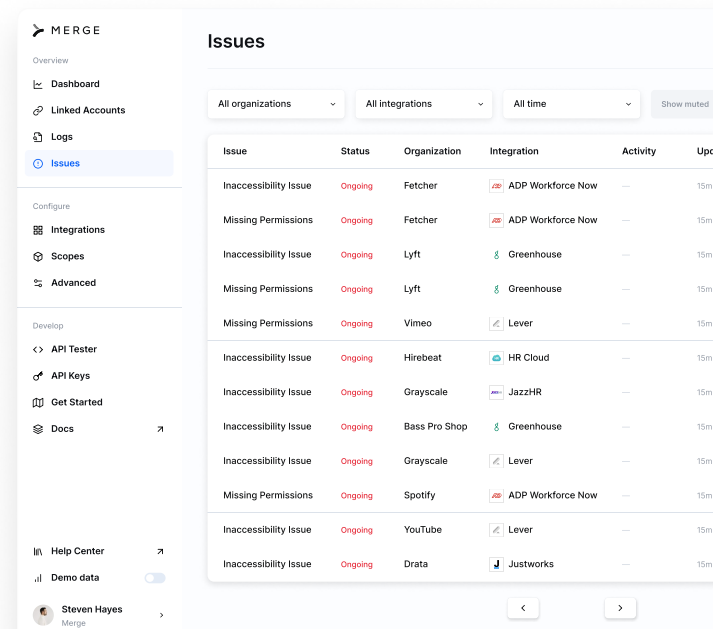 MERGE
Overview
Dashboard
Linked Accounts
Logs
Issues
Configure
Integrations
Scopes
Advanced
Develop
API Tester
API Keys
Get Started
Docs
Help Center
Demo data
Steven Hayes
Merge
Issues
All organizations All integrations All time Show muted
Issue Status Organization Integration Activity Upd
Inaccessibility Issue Ongoing Fetcher ADP Workforce Now — 15m
Missing Permissions Ongoing Fetcher ADP Workforce Now — 15m
Inaccessibility Issue Ongoing Lyft Greenhouse — 15m
Missing Permissions Ongoing Lyft Greenhouse — 15m
Missing Permissions Ongoing Vimeo Lever — 15m
Inaccessibility Issue Ongoing Hirebeat HR Cloud — 15m
Inaccessibility Issue Ongoing Grayscale JazzHR — 15m
Inaccessibility Issue Ongoing Bass Pro Shop Greenhouse — 15m
Inaccessibility Issue Ongoing Grayscale Lever — 15m
Missing Permissions Ongoing Spotify ADP Workforce Now — 15m
Inaccessibility Issue Ongoing YouTube Lever — 15m
Inaccessibility Issue Ongoing Drata Justworks — 15m